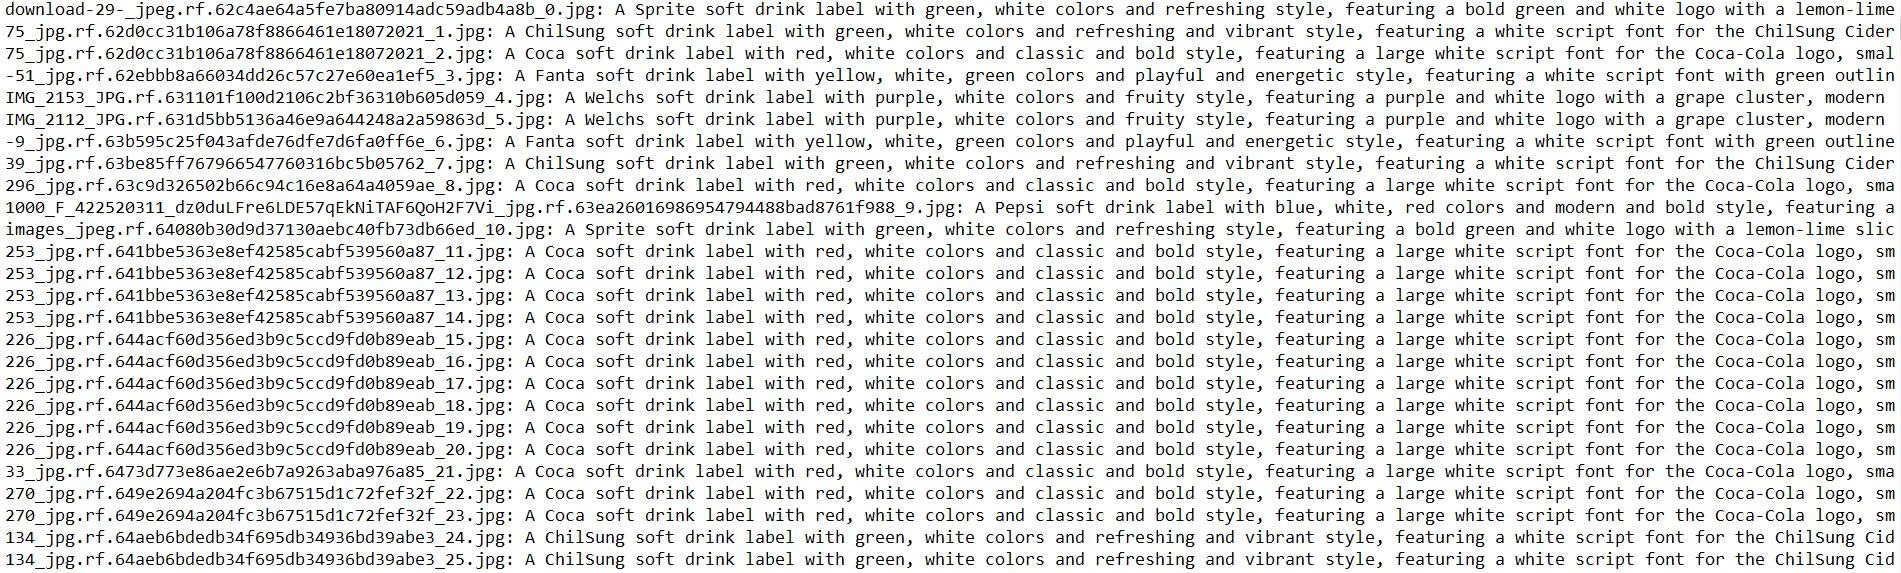 download-29-_jpeg.rf.62c4ae64a5fe7ba80914adc59adb4a8b_0.jpg: A Sprite soft drink label with green, white colors and refreshing style, featuring a bold green and white logo with a lemon-lime
75_jpg.rf.62d0cc31b106a78f8866461e18072021_1.jpg: A ChilSung soft drink label with green, white colors and refreshing and vibrant style, featuring a white script font for the ChilSung Cider
75_jpg.rf.62d0cc31b106a78f8866461e18072021_2.jpg: A Coca soft drink label with red, white colors and classic and bold style, featuring a large white script font for the Coca-Cola logo, smal
-51_jpg.rf.62ebbb8a66034dd26c57c27e60ea1ef5_3.jpg: A Fanta soft drink label with yellow, white, green colors and playful and energetic style, featuring a white script font with green outlin
IMG_2153_JPG.rf.631101f100d2106c2bf36310b605d059_4.jpg: A Welchs soft drink label with purple, white colors and fruity style, featuring a purple and white logo with a grape cluster, modern
IMG_2112_JPG.rf.631d5bb5136a46e9a644248a2a59863d_5.jpg: A Welchs soft drink label with purple, white colors and fruity style, featuring a purple and white logo with a grape cluster, modern
-9_jpg.rf.63b595c25f043afde76dfe7d6fa0ff6e_6.jpg: A Fanta soft drink label with yellow, white, green colors and playful and energetic style, featuring a white script font with green outline
39_jpg.rf.63be85ff767966547760316bc5b05762_7.jpg: A ChilSung soft drink label with green, white colors and refreshing and vibrant style, featuring a white script font for the ChilSung Cider
296_jpg.rf.63c9d326502b66c94c16e8a64a4059ae_8.jpg: A Coca soft drink label with red, white colors and classic and bold style, featuring a large white script font for the Coca-Cola logo, sma
1000_F_422520311_dz0duLFre6LDE57qEkNiTAF6QoH2F7Vi_jpg.rf.63ea26016986954794488bad8761f988_9.jpg: A Pepsi soft drink label with blue, white, red colors and modern and bold style, featuring a
images_jpeg.rf.64080b30d9d37130aebc40fb73db66ed_10.jpg: A Sprite soft drink label with green, white colors and refreshing style, featuring a bold green and white logo with a lemon-lime slic
253_jpg.rf.641bbe5363e8ef42585cabf539560a87_11.jpg: A Coca soft drink label with red, white colors and classic and bold style, featuring a large white script font for the Coca-Cola logo, sm
253_jpg.rf.641bbe5363e8ef42585cabf539560a87_12.jpg: A Coca soft drink label with red, white colors and classic and bold style, featuring a large white script font for the Coca-Cola logo, sm
253_jpg.rf.641bbe5363e8ef42585cabf539560a87_13.jpg: A Coca soft drink label with red, white colors and classic and bold style, featuring a large white script font for the Coca-Cola logo, sm
253_jpg.rf.641bbe5363e8ef42585cabf539560a87_14.jpg: A Coca soft drink label with red, white colors and classic and bold style, featuring a large white script font for the Coca-Cola logo, sm
226_jpg.rf.644acf60d356ed3b9c5ccd9fd0b89eab_15.jpg: A Coca soft drink label with red, white colors and classic and bold style, featuring a large white script font for the Coca-Cola logo, sm
226_jpg.rf.644acf60d356ed3b9c5ccd9fd0b89eab_16.jpg: A Coca soft drink label with red, white colors and classic and bold style, featuring a large white script font for the Coca-Cola logo, sm
226_jpg.rf.644acf60d356ed3b9c5ccd9fd0b89eab_17.jpg: A Coca soft drink label with red, white colors and classic and bold style, featuring a large white script font for the Coca-Cola logo, sm
226_jpg.rf.644acf60d356ed3b9c5ccd9fd0b89eab_18.jpg: A Coca soft drink label with red, white colors and classic and bold style, featuring a large white script font for the Coca-Cola logo, sm
226_jpg.rf.644acf60d356ed3b9c5ccd9fd0b89eab_19.jpg: A Coca soft drink label with red, white colors and classic and bold style, featuring a large white script font for the Coca-Cola logo, sm
226_jpg.rf.644acf60d356ed3b9c5ccd9fd0b89eab_20.jpg: A Coca soft drink label with red, white colors and classic and bold style, featuring a large white script font for the Coca-Cola logo, sm
33_jpg.rf.6473d773e86ae2e6b7a9263aba976a85_21.jpg: A Coca soft drink label with red, white colors and classic and bold style, featuring a large white script font for the Coca-Cola logo, sma
270_jpg.rf.649e2694a204fc3b67515d1c72fef32f_22.jpg: A Coca soft drink label with red, white colors and classic and bold style, featuring a large white script font for the Coca-Cola logo, sm
270_jpg.rf.649e2694a204fc3b67515d1c72fef32f_23.jpg: A Coca soft drink label with red, white colors and classic and bold style, featuring a large white script font for the Coca-Cola logo, sm
134_jpg.rf.64aeb6bdedb34f695db34936bd39abe3_24.jpg: A ChilSung soft drink label with green, white colors and refreshing and vibrant style, featuring a white script font for the ChilSung Cid
134_jpg.rf.64aeb6bdedb34f695db34936bd39abe3_25.jpg: A ChilSung soft drink label with green, white colors and refreshing and vibrant style, featuring a white script font for the ChilSung Cid